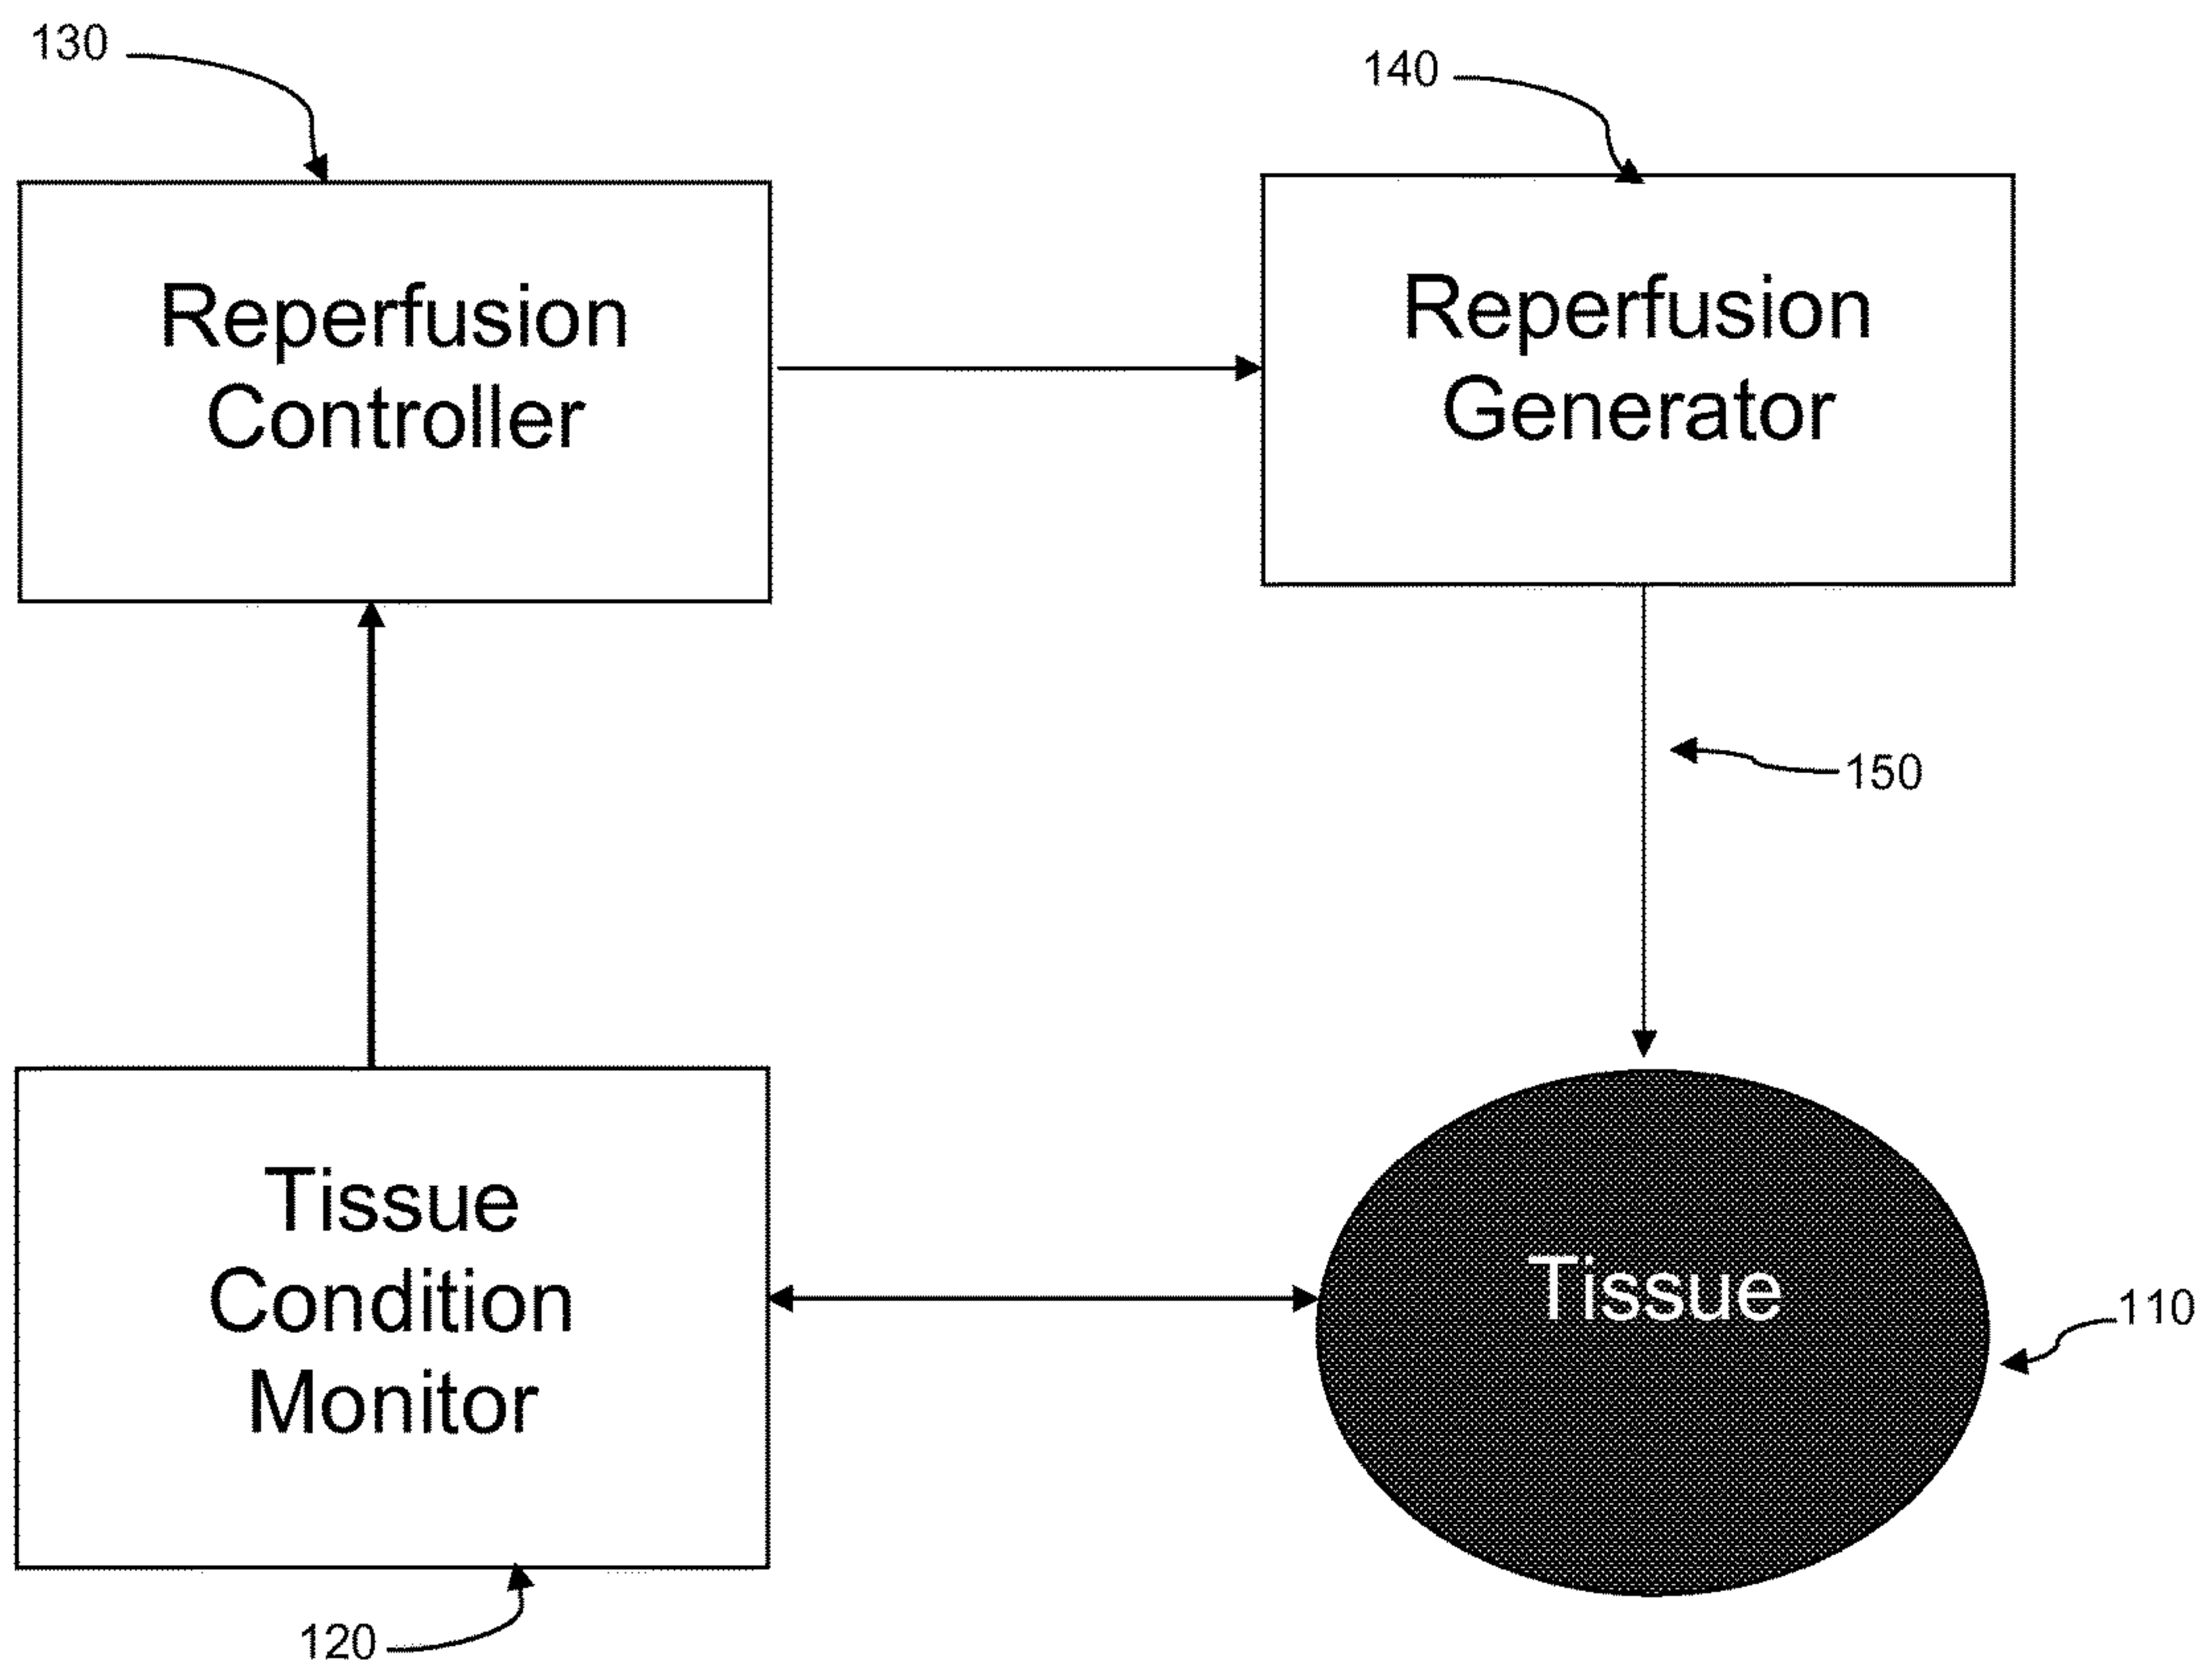 130
140
Reperfusion
Controller
Reperfusion
Generator
150
Tissue
Condition
Monitor
Tissue
110
120